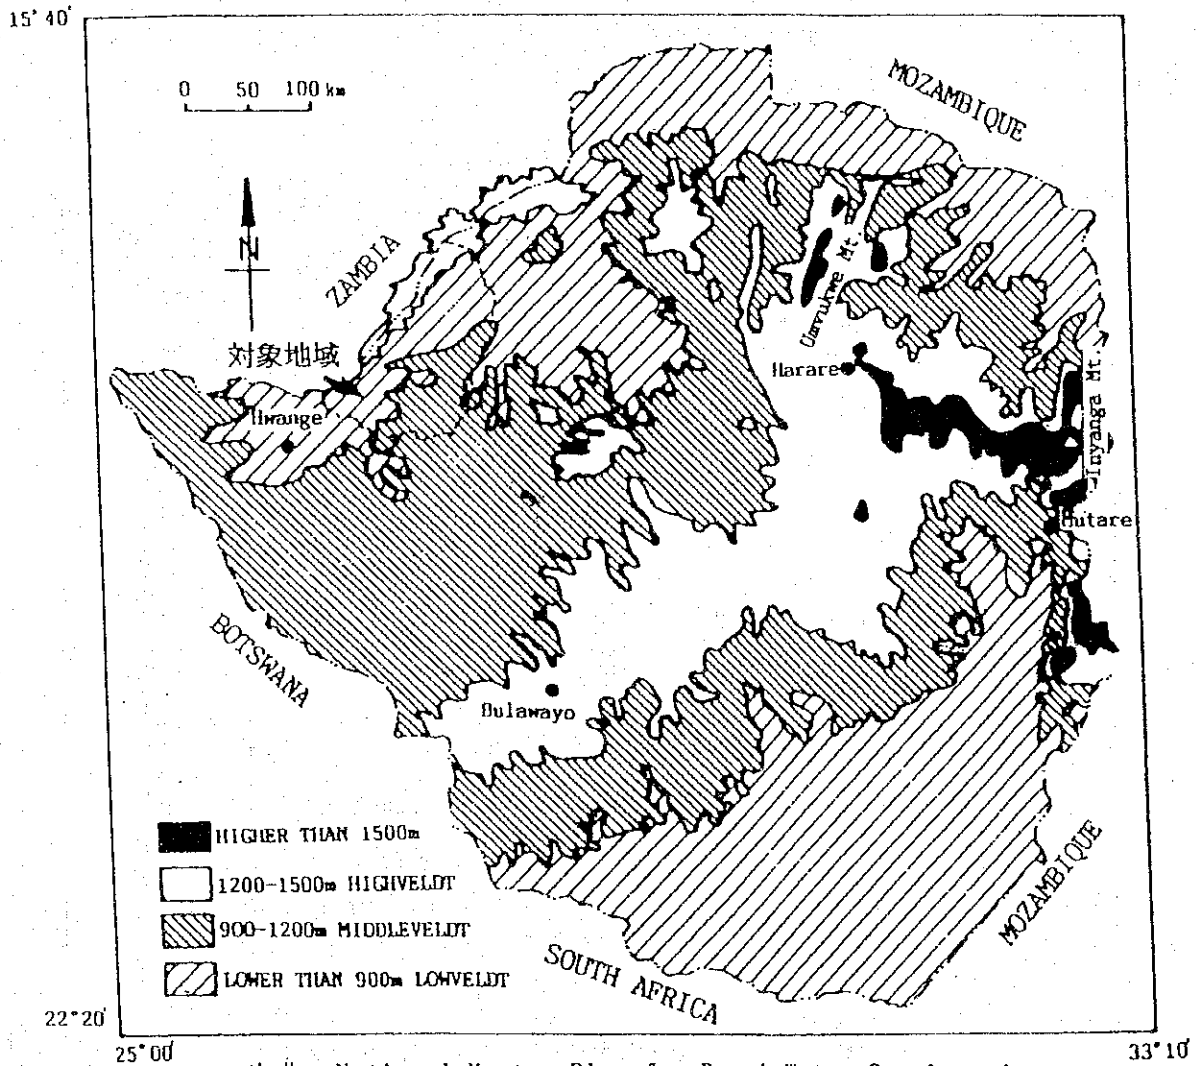 15°40'
0 50 100 km
MOZAMBIQUE
N
ZAMBIA
対象地域
Hwange
Umvukwe Mt
Harare
Inyanga Mt.
Mutare
BOTSWANA
Bulawayo
HIGHER THAN 1500m
1200-1500m HIGHVELDT
900-1200m MIDDLEVELDT
LOWER THAN 900m LOWVELDT
MOZAMBIQUE
SOUTH AFRICA
22°20'
25°00'
33°10'